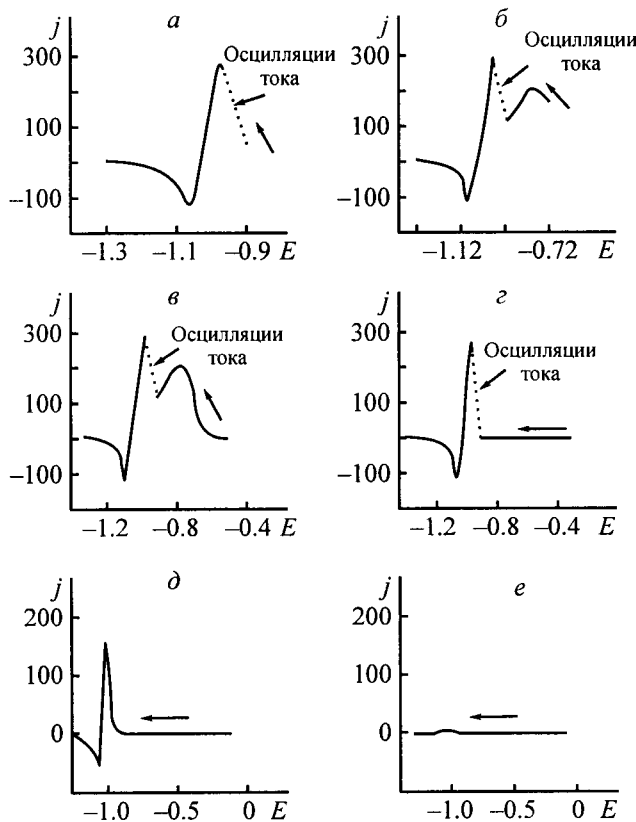 j а
300
Осцилляции
тока
100
–100
–1.3 –1.1 –0.9 E
j б
300
Осцилляции
тока
100
–100
–1.12 –0.72 E
j в
300
Осцилляции
тока
100
–100
–1.2 –0.8 –0.4 E
j г
300
Осцилляции
тока
100
–100
–1.2 –0.8 –0.4 E
j д
200
100
0
–1.0 –0.5 0 E
j е
200
100
0
–1.0 –0.5 0 E